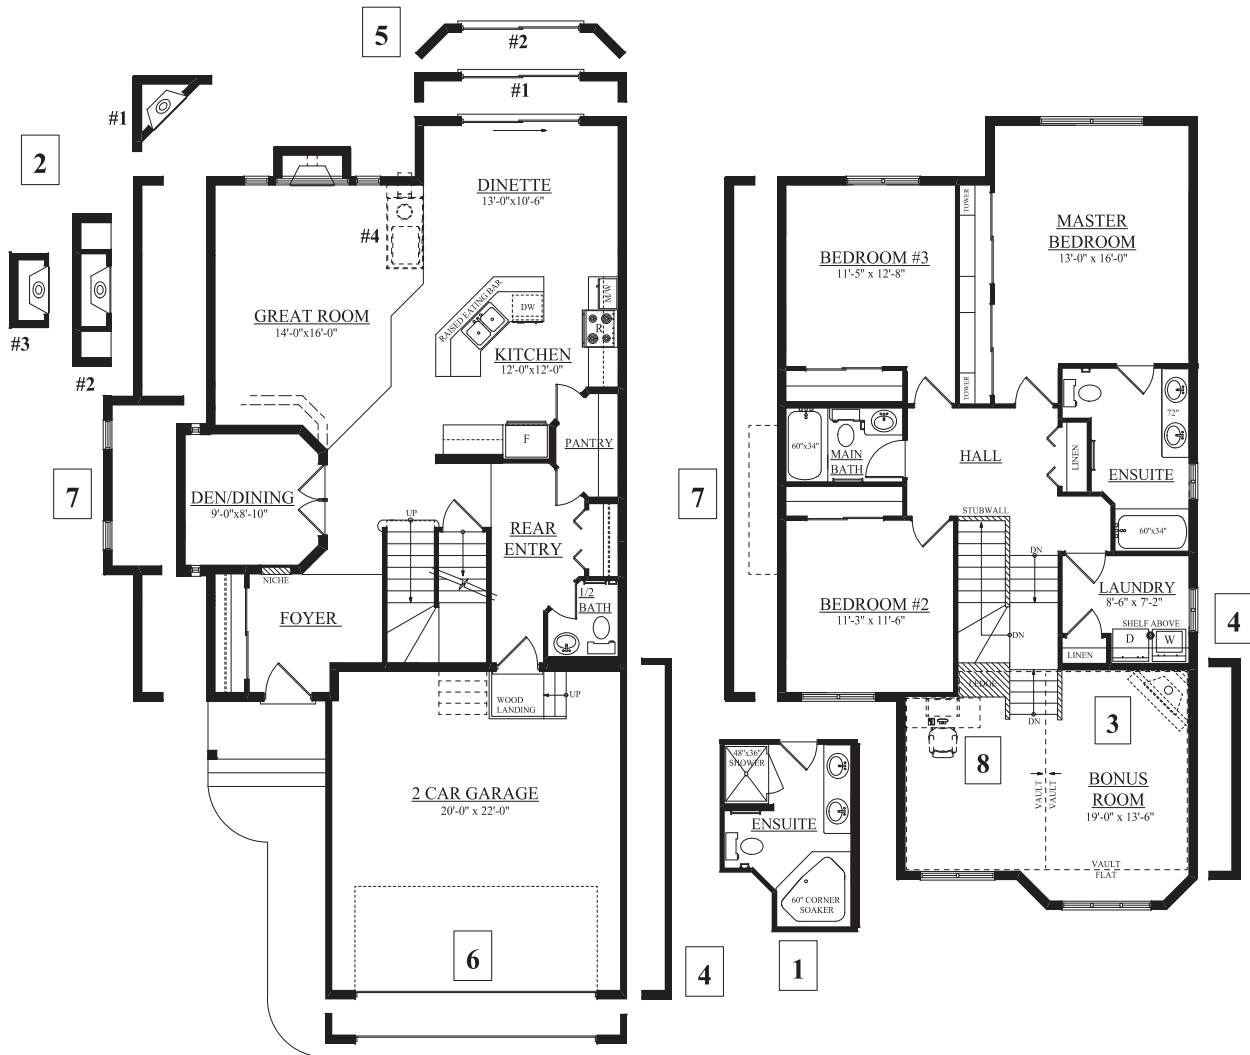 5
#2
#1
#1
2
#3
#2
#4
DINETTE
13'-0"x10'-6"
GREAT ROOM
14'-0"x16'-0"
RAISED EATING BAR
DW
M/W
R
KITCHEN
12'-0"x12'-0"
F
PANTRY
7
DEN/DINING
9'-0"x8'-10"
UP
REAR
ENTRY
NICHE
FOYER
1/2
BATH
WOOD
LANDING
UP
2 CAR GARAGE
20'-0" x 22'-0"
6
4
MASTER
BEDROOM
13'-0" x 16'-0"
TOWER
TOWER
BEDROOM #3
11'-5" x 12'-8"
60"x34"
MAIN
BATH
HALL
LINEN
72"
ENSUITE
60"x34"
7
STUBWALL
DN
DN
BEDROOM #2
11'-3" x 11'-6"
LAUNDRY
8'-6" x 7'-2"
SHELF ABOVE
D
W
LINEN
4
LEDGE
DN
3
8
VAULT
VAULT
BONUS
ROOM
19'-0" x 13'-6"
VAULT
FLAT
48"x36"
SHOWER
ENSUITE
60" CORNER
SOAKER
1